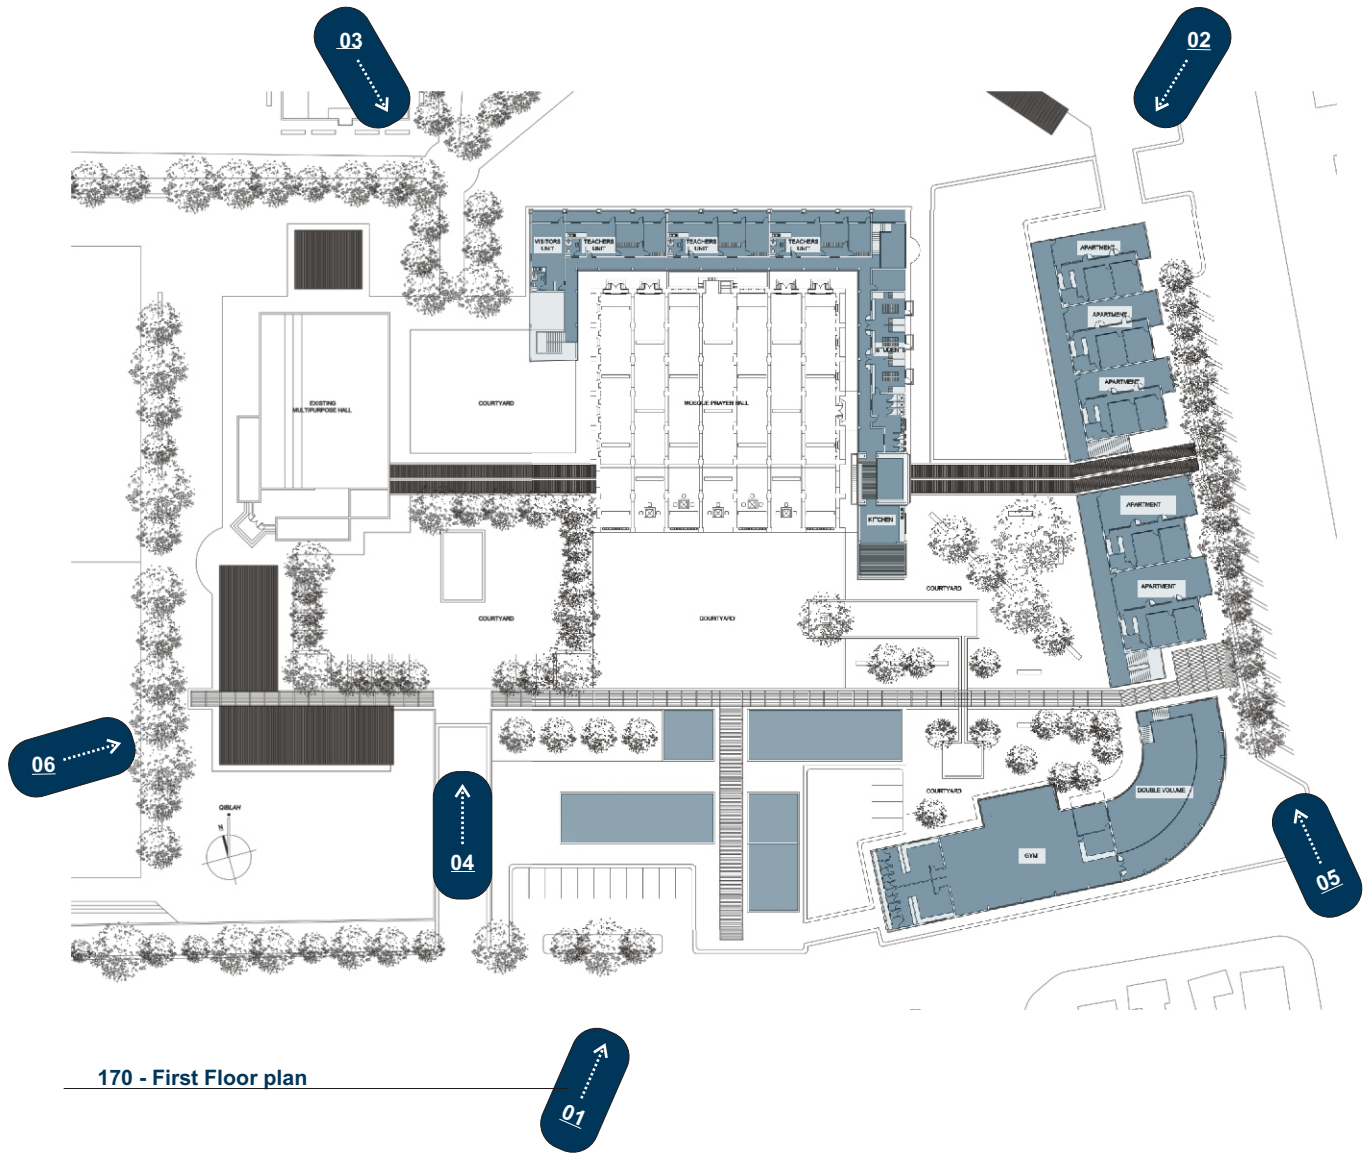 03
02
VISITORS
UNIT
TEACHERS
UNIT
TEACHERS
UNIT
TEACHERS
UNIT
APARTMENT
APARTMENT
STUDENT
APARTMENT
EXISTING
MULTIPURPOSE HALL
COURTYARD
MOSQUE PRAYER HALL
APARTMENT
KITCHEN
APARTMENT
COURTYARD
COURTYARD
COURTYARD
06
QIBLAH
N
04
COURTYARD
DOUBLE VOLUME
GYM
05
170 - First Floor plan
01